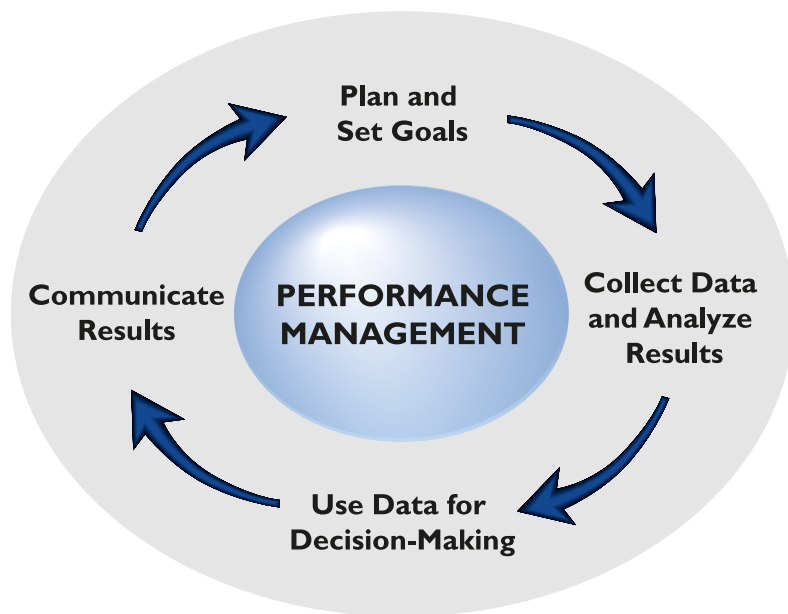 Plan and
Set Goals
Collect Data
and Analyze
Results
Use Data for
Decision-Making
Communicate
Results
PERFORMANCE
MANAGEMENT